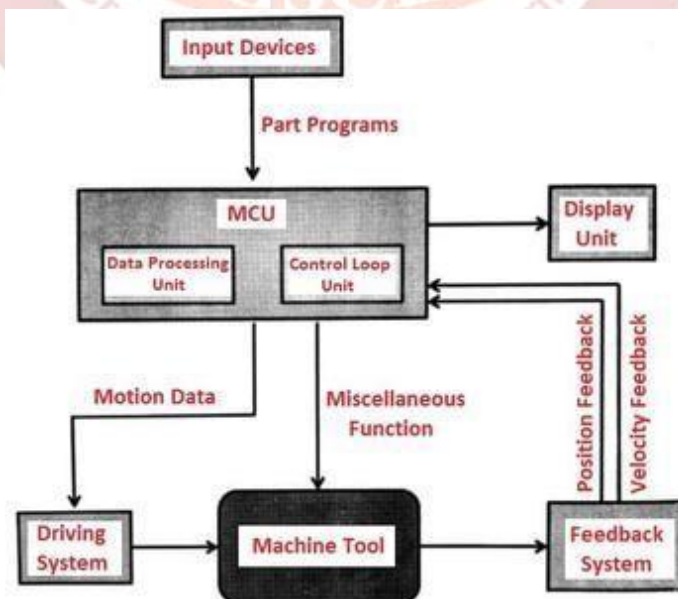 Input Devices
Part Programs
MCU
Display
Unit
Data Processing
Unit
Control Loop
Unit
Motion Data
Miscellaneous
Function
Position Feedback
Velocity Feedback
Driving
System
Machine Tool
Feedback
System